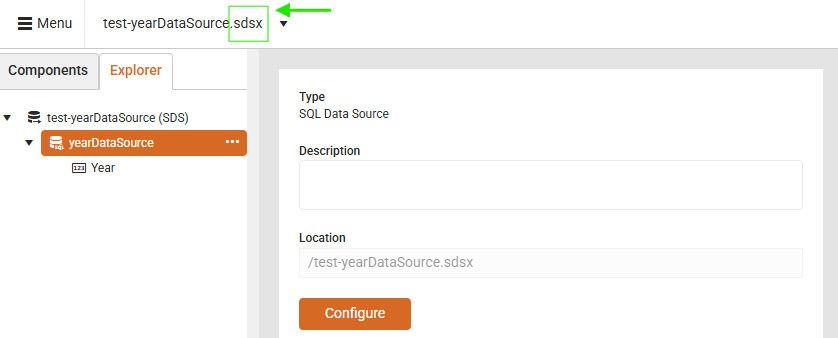 Menu
test-yearDataSource.sdsx
Components
Explorer
test-yearDataSource (SDS)
SQL
yearDataSource
123
Year
Type
SQL Data Source
Description
Location
/test-yearDataSource.sdsx
Configure